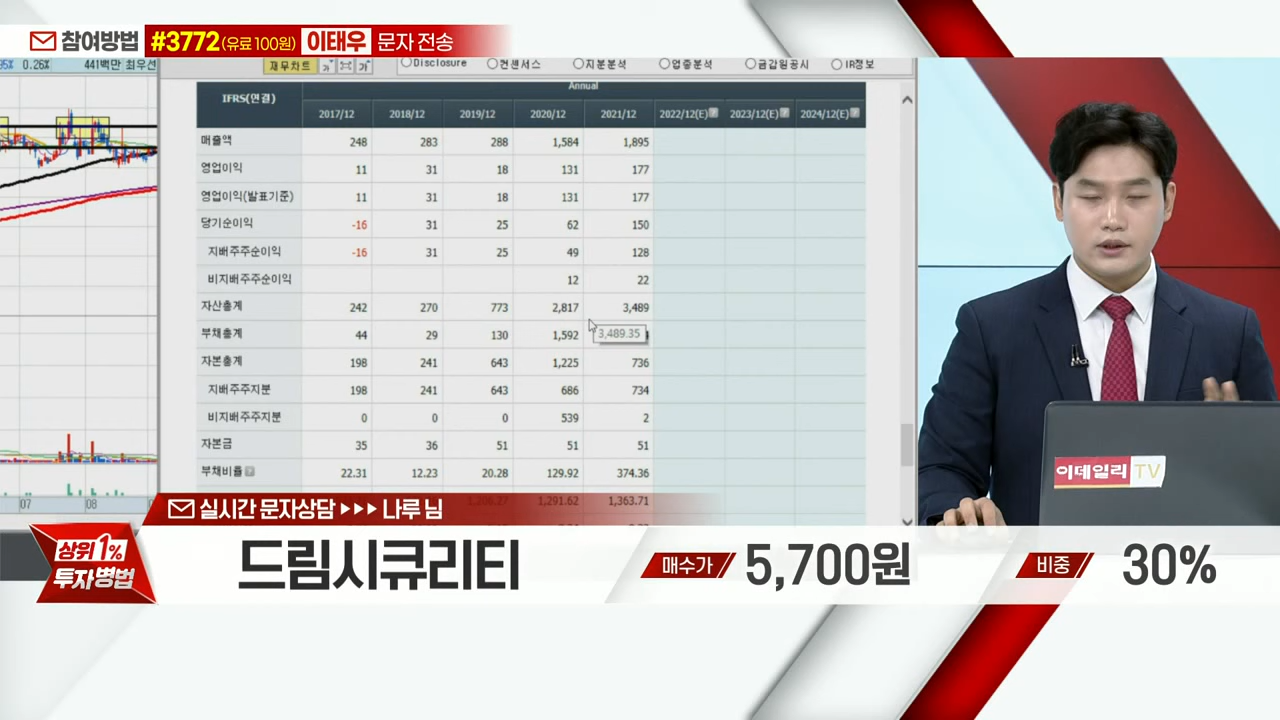 참여방법 #3772(유료 100원) 이태우 문자 전송
95% 0.26% 441백만 최우선
재무차트 Disclosure 컨센서스 지분분석 업종분석 금감원공시 IR정보
IFRS(연결) Annual
2017/12 2018/12 2019/12 2020/12 2021/12 2022/12(E) 2023/12(E) 2024/12(E)
매출액 248 283 288 1,584 1,895
영업이익 11 31 18 131 177
영업이익(발표기준) 11 31 18 131 177
당기순이익 -16 31 25 62 150
지배주주순이익 -16 31 25 49 128
비지배주주순이익 12 22
자산총계 242 270 773 2,817 3,489
부채총계 44 29 130 1,592
3,489.35
자본총계 198 241 643 1,225 736
지배주주지분 198 241 643 686 734
비지배주주지분 0 0 0 539 2
자본금 35 36 51 51 51
부채비율 22.31 12.23 20.28 129.92 374.36
1,291.62 1,363.71
07 08
이데일리TV
실시간 문자상담 ▶▶▶ 나루 님
상위 1% 투자병법
드림시큐리티 매수가 5,700원 비중 30%